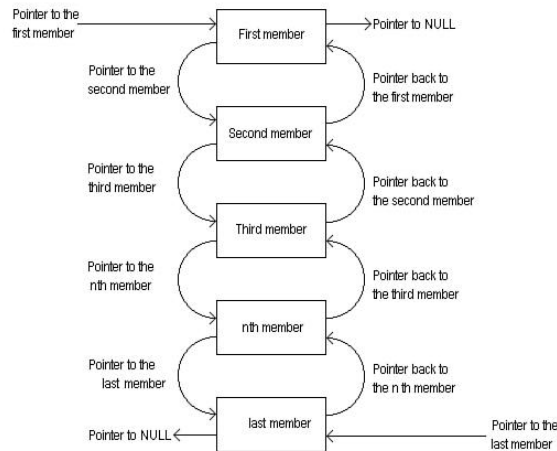 Pointer to the
first member
First member
Pointer to NULL
Pointer to the
second member
Pointer back to
the first member
Second member
Pointer to the
third member
Pointer back to
the second member
Third member
Pointer to the
nth member
Pointer back to
the third member
nth member
Pointer to the
last member
Pointer back to
the n th member
last member
Pointer to NULL
Pointer to the
last member